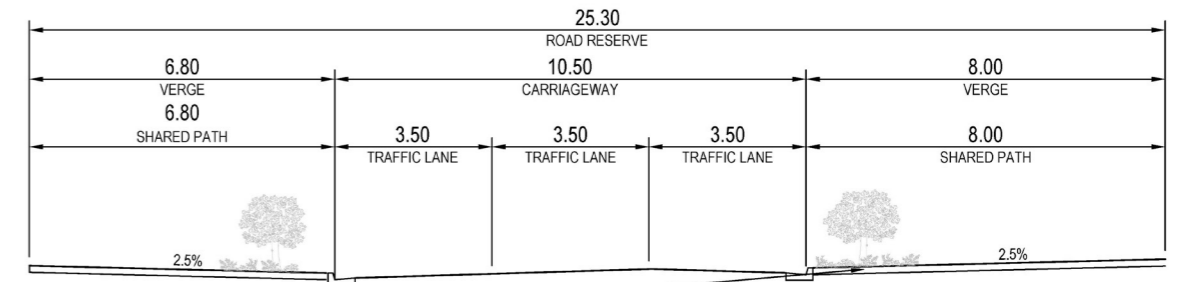 25.30
ROAD RESERVE
6.80 10.50 8.00
VERGE CARRIAGEWAY VERGE
6.80
SHARED PATH 3.50 3.50 3.50 8.00
TRAFFIC LANE TRAFFIC LANE TRAFFIC LANE SHARED PATH
2.5% 2.5%